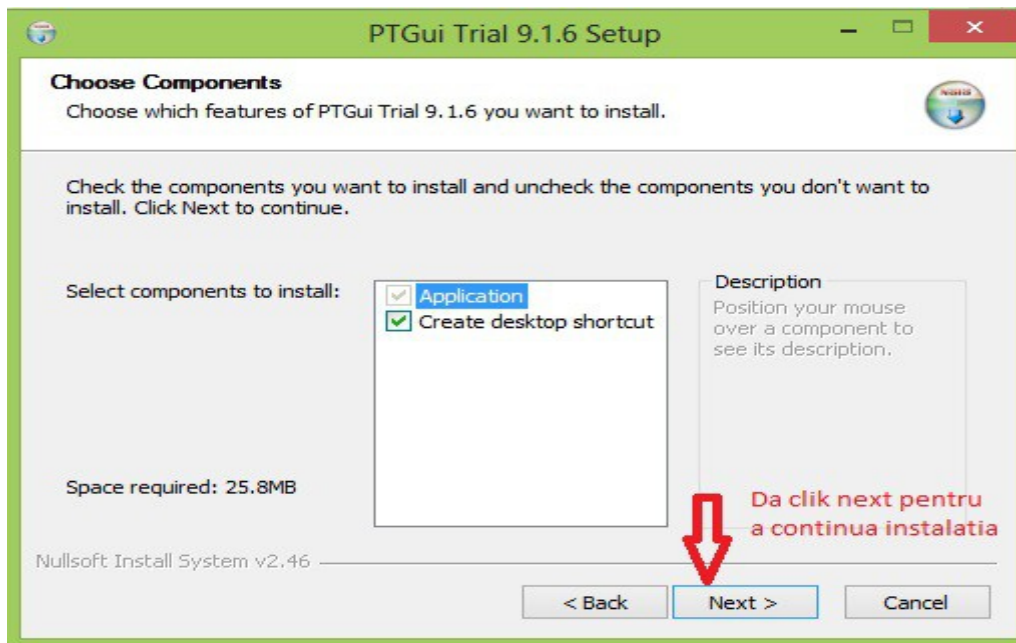 PTGui Trial 9.1.6 Setup
Choose Components
Choose which features of PTGui Trial 9.1.6 you want to install.
NSIS
Check the components you want to install and uncheck the components you don't want to
install. Click Next to continue.
Select components to install:
Application
Create desktop shortcut
Description
Position your mouse
over a component to
see its description.
Space required: 25.8MB
Da clik next pentru
a continua instalatia
Nullsoft Install System v2.46
< Back
Next >
Cancel